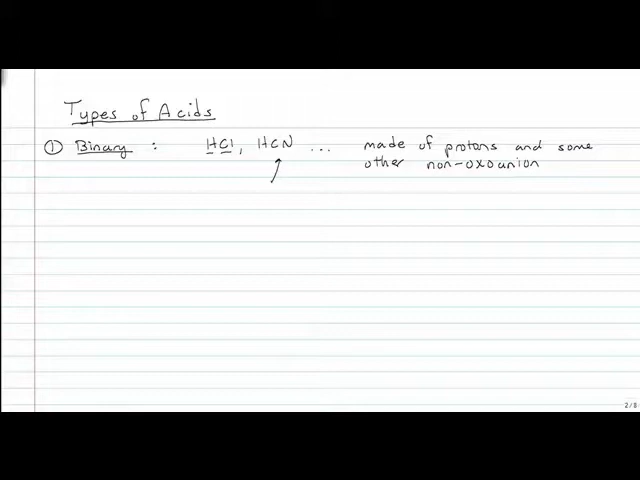 Types of Acids
① Binary : HCl, HCN ... made of protons and some
other non-oxoanion
2/8